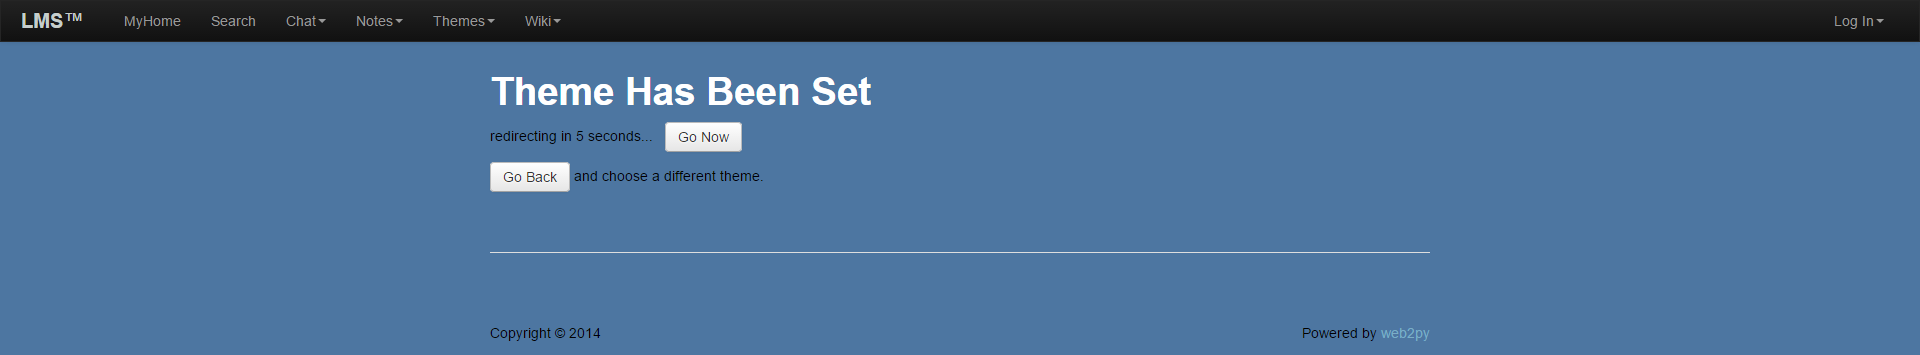 LMS™ MyHome Search Chat Notes Themes Wiki Log In
Theme Has Been Set
redirecting in 5 seconds... Go Now
Go Back and choose a different theme.
Copyright © 2014 Powered by web2py